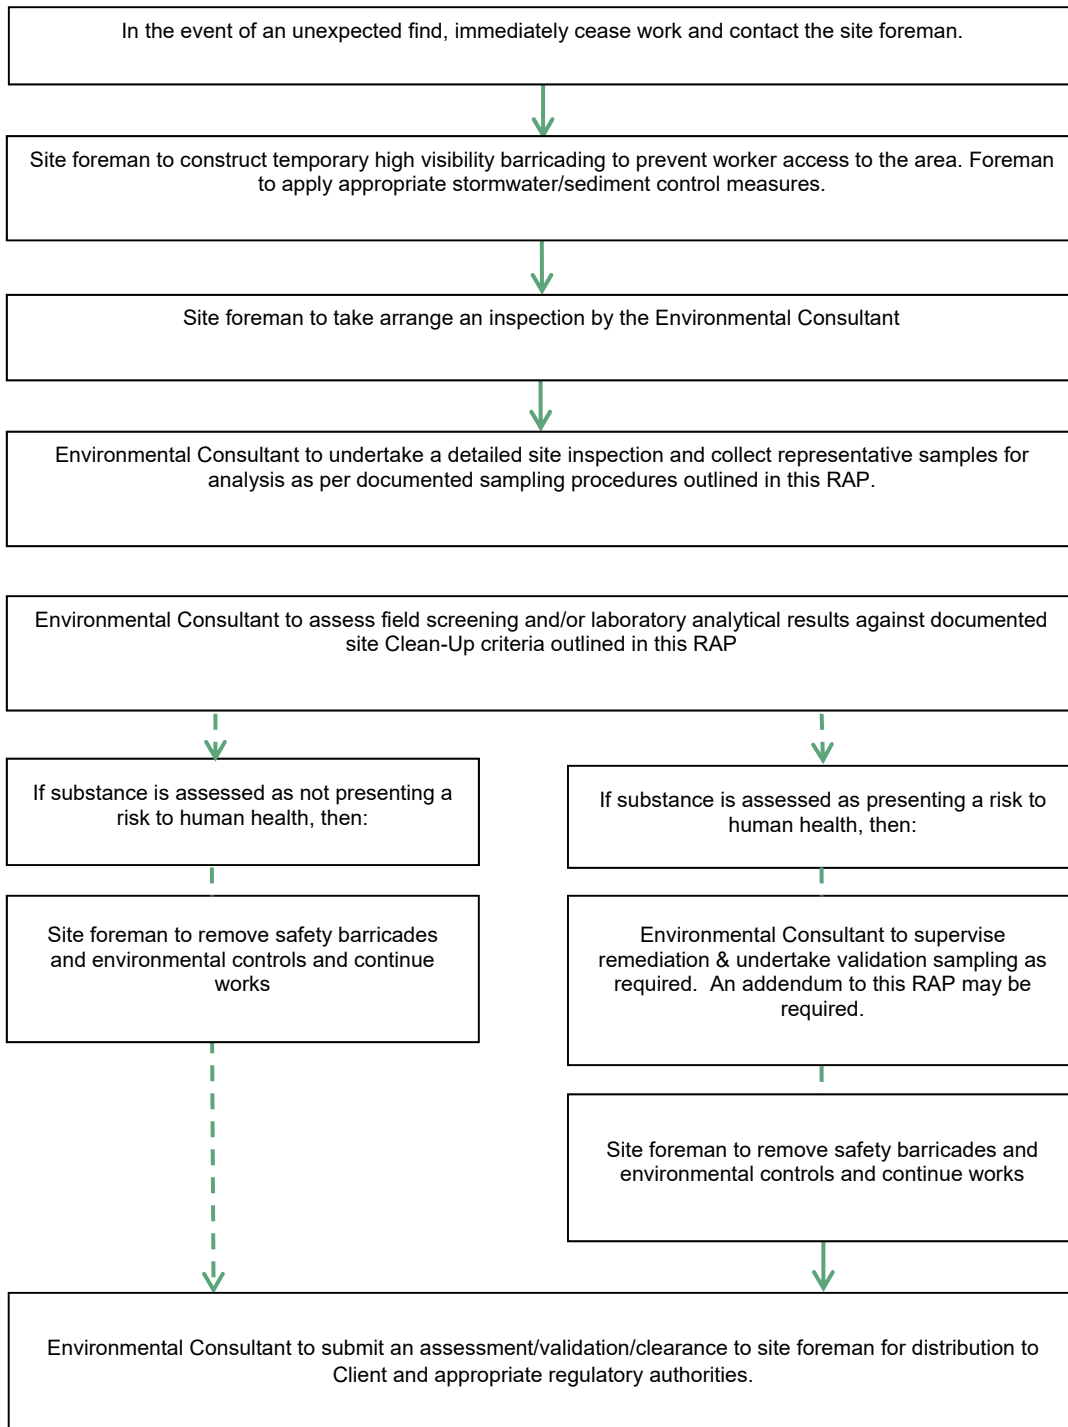 In the event of an unexpected find, immediately cease work and contact the site foreman.
Site foreman to construct temporary high visibility barricading to prevent worker access to the area. Foreman
to apply appropriate stormwater/sediment control measures.
Site foreman to take arrange an inspection by the Environmental Consultant
Environmental Consultant to undertake a detailed site inspection and collect representative samples for
analysis as per documented sampling procedures outlined in this RAP.
Environmental Consultant to assess field screening and/or laboratory analytical results against documented
site Clean-Up criteria outlined in this RAP
If substance is assessed as not presenting a
risk to human health, then:
Site foreman to remove safety barricades
and environmental controls and continue
works
If substance is assessed as presenting a risk to
human health, then:
Environmental Consultant to supervise
remediation & undertake validation sampling as
required.  An addendum to this RAP may be
required.
Site foreman to remove safety barricades and
environmental controls and continue works
Environmental Consultant to submit an assessment/validation/clearance to site foreman for distribution to
Client and appropriate regulatory authorities.